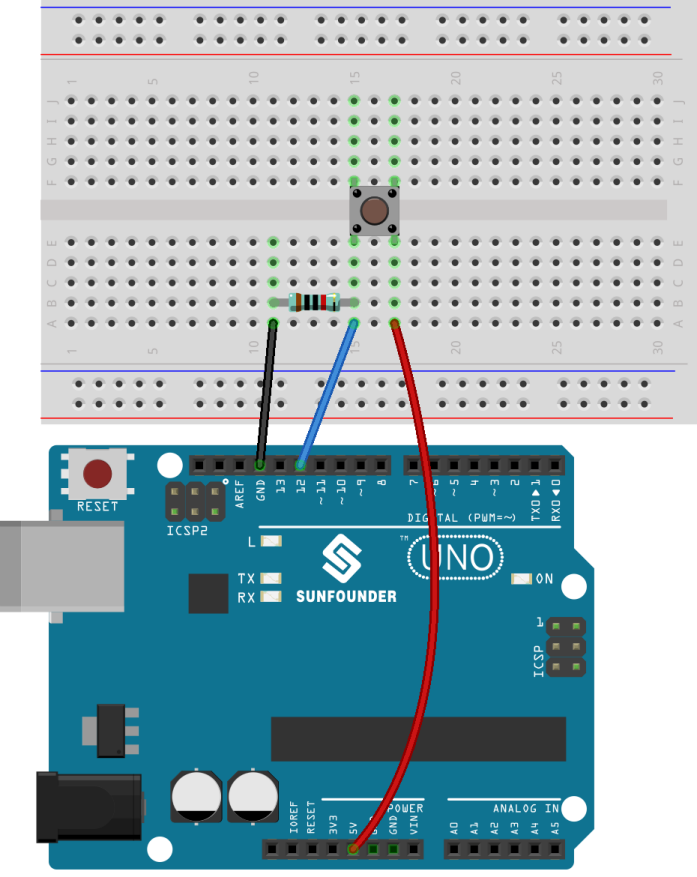 1 5 10 15 20 25 30
J J
I I
H H
G G
F F
E E
D D
C C
B B
A A
1 5 10 15 20 25 30
RESET
ICSP2
AREF
GND
13
12
~11
~10
~9
8
7
~6
~5
4
~3
2
TX0▶1
RX0◀0
DIGITAL (PWM=~)
L
TX
RX
SUNFOUNDER
™
UNO
ON
1
ICSP
IOREF
RESET
3V3
5V
GND
VIN
POWER
ANALOG IN
A0
A1
A2
A3
A4
A5